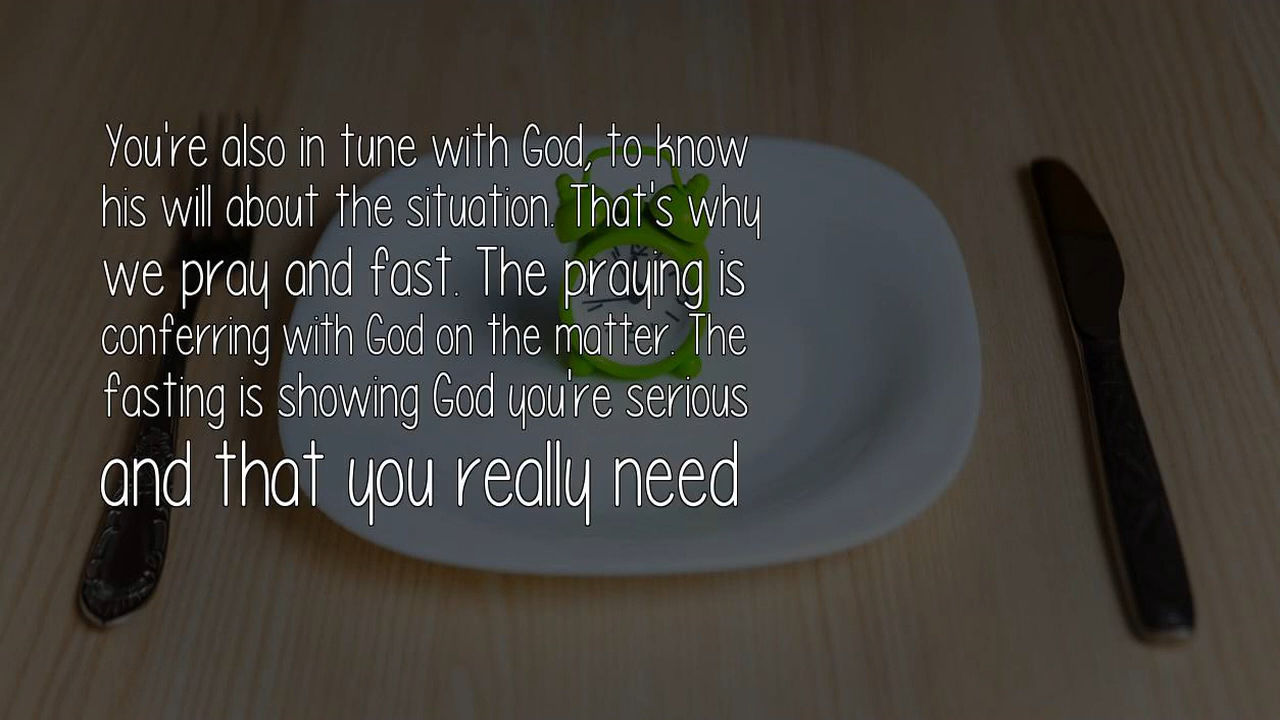 You're also in tune with God, to know
his will about the situation. That's why
we pray and fast. The praying is
conferring with God on the matter. The
fasting is showing God you're serious
and that you really need